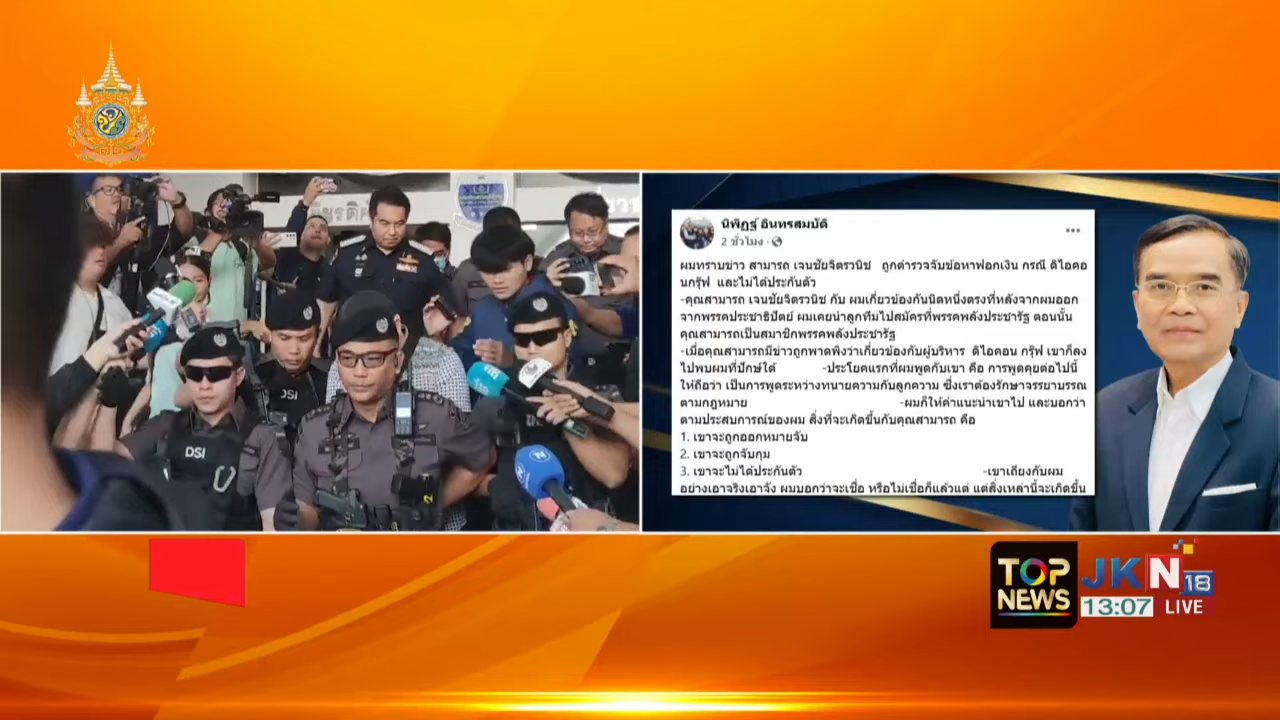 นิพิฏฐ์ อินทรสมบัติ
2 ชั่วโมง ·
ผมทราบข่าว สามารถ เจนชัยจิตรวนิช ถูกตำรวจจับข้อหาฟอกเงิน กรณี ดิไอคอ
นกรุ๊ฟ และไม่ได้ประกันตัว
-คุณสามารถ เจนชัยจิตรวนิช กับ ผมเกี่ยวข้องกันนิดหนึ่งตรงที่หลังจากผมออก
จากพรรคประชาธิปัตย์ ผมเคยนำลูกทีมไปสมัครที่พรรคพลังประชารัฐ ตอนนั้น
คุณสามารถเป็นสมาชิกพรรคพลังประชารัฐ
-เมื่อคุณสามารถมีข่าวถูกพาดพิงว่าเกี่ยวข้องกับผู้บริหาร ดิไอคอน กรุ๊ฟ เขาก็ลง
ไปพบผมที่ปักษ์ใต้ -ประโยคแรกที่ผมพูดกับเขา คือ การพูดคุยต่อไปนี้
ให้ถือว่า เป็นการพูดระหว่างทนายความกับลูกความ ซึ่งเราต้องรักษาจรรยาบรรณ
ตามกฎหมาย -ผมก็ให้คำแนะนำเขาไป และบอกว่า
ตามประสบการณ์ของผม สิ่งที่จะเกิดขึ้นกับคุณสามารถ คือ
1. เขาจะถูกออกหมายจับ
2. เขาจะถูกจับกุม
3. เขาจะไม่ได้ประกันตัว -เขาเถียงกับผม
อย่างเอาจริงเอาจัง ผมบอกว่าจะเชื่อ หรือไม่เชื่อก็แล้วแต่ แต่สิ่งเหล่านี้จะเกิดขึ้น
DSI
DSI
DSI
TOP
NEWS
JKN
18
13:07 LIVE